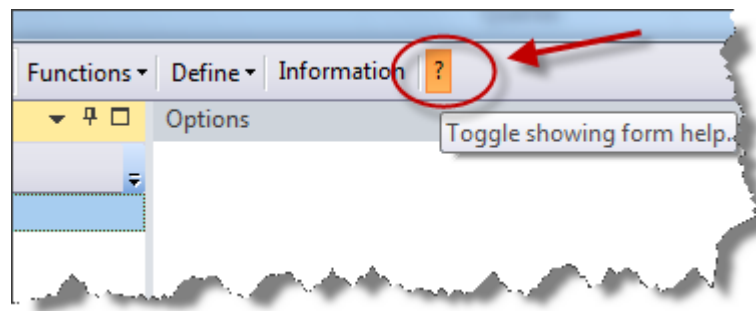 Functions Define Information ?
Options
Toggle showing form help.